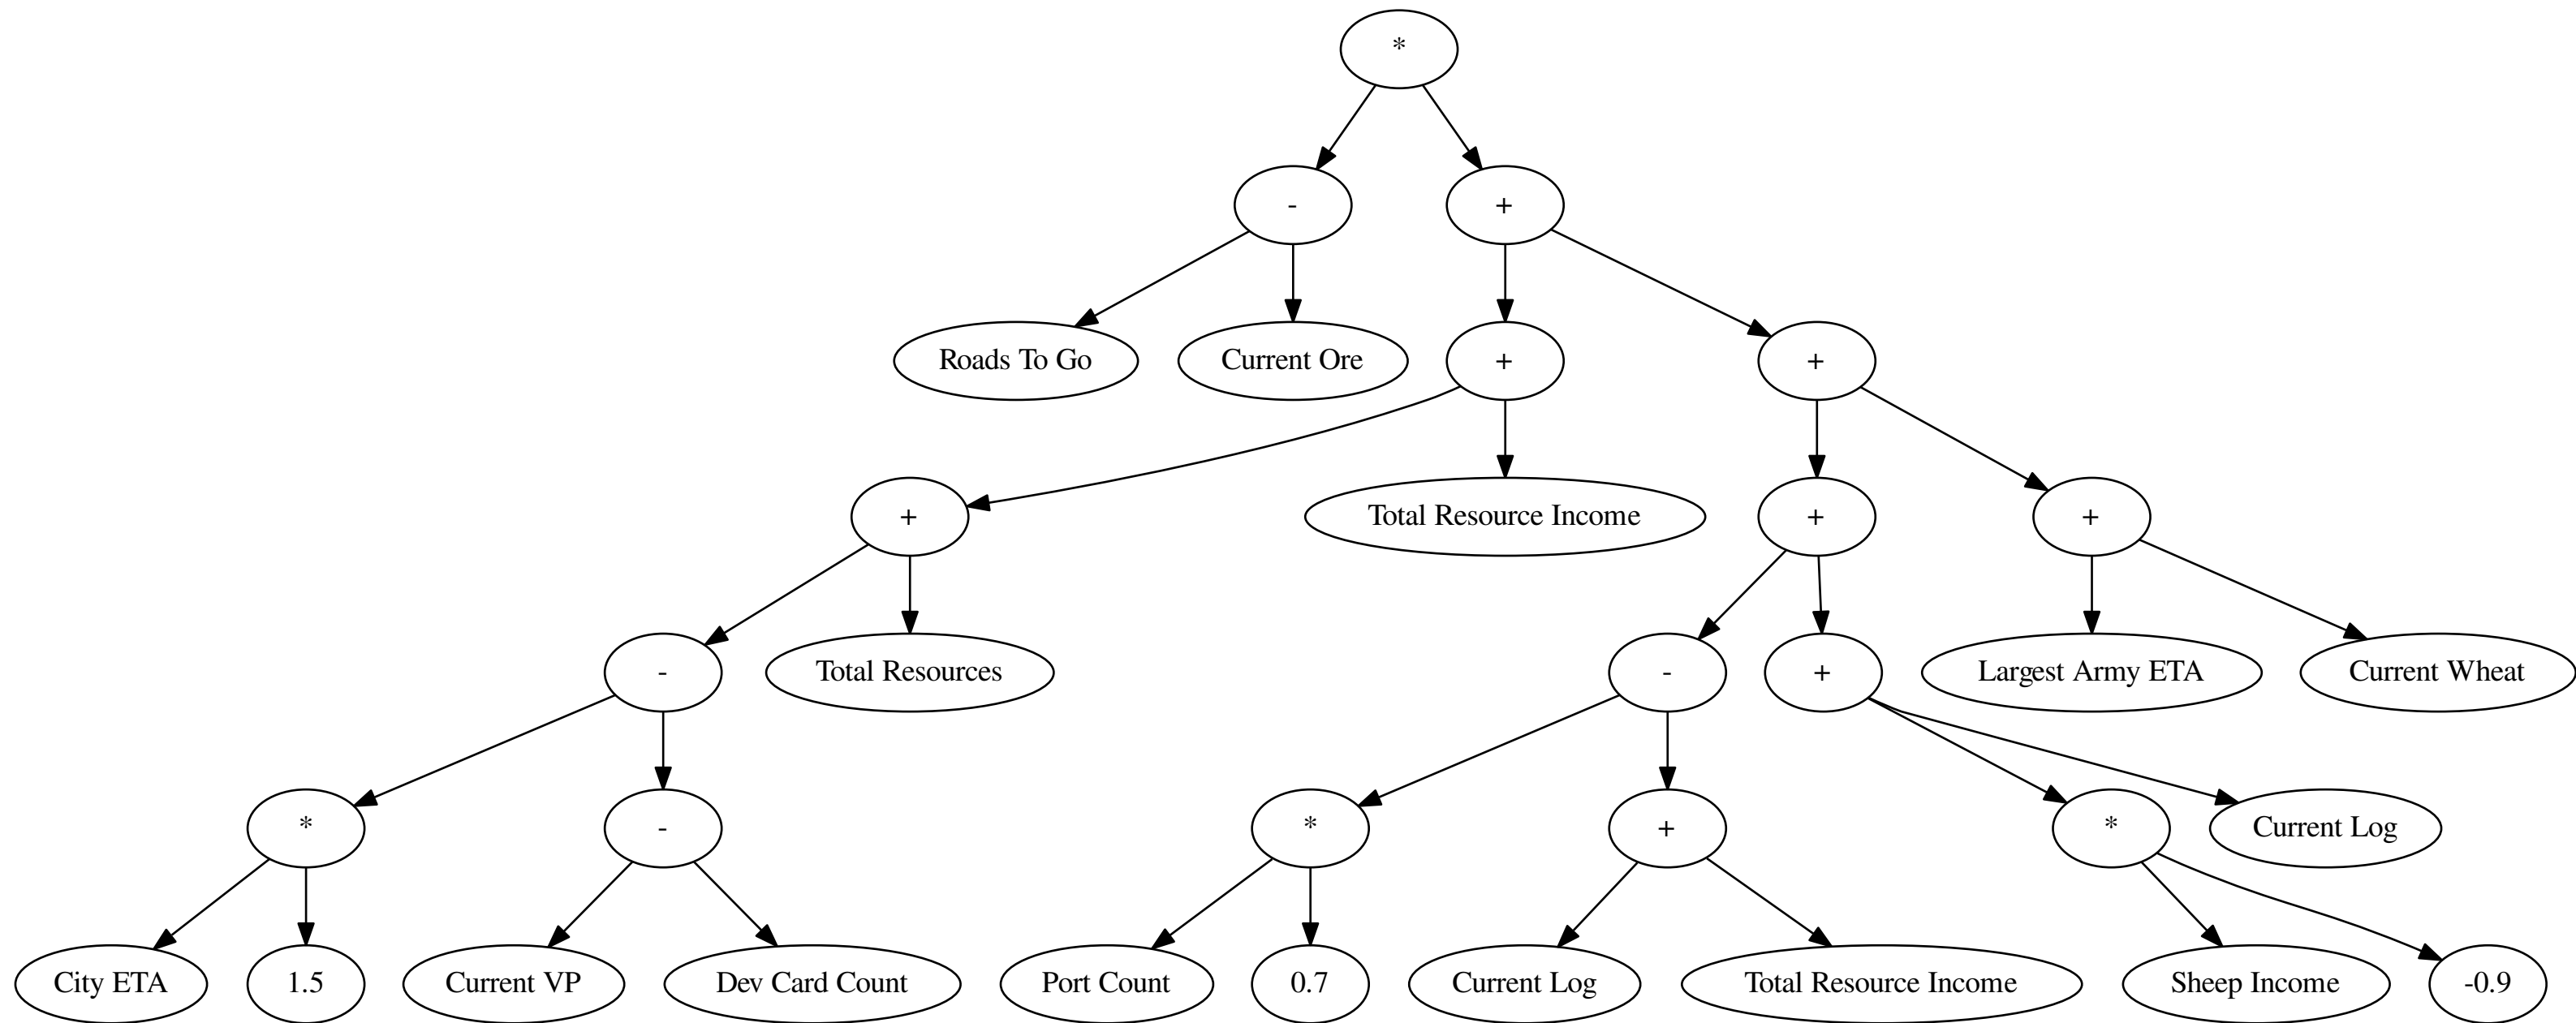 *
-
+
Roads To Go
Current Ore
+
+
+
Total Resource Income
+
+
-
Total Resources
-
+
Largest Army ETA
Current Wheat
*
-
*
+
*
Current Log
City ETA
1.5
Current VP
Dev Card Count
Port Count
0.7
Current Log
Total Resource Income
Sheep Income
-0.9